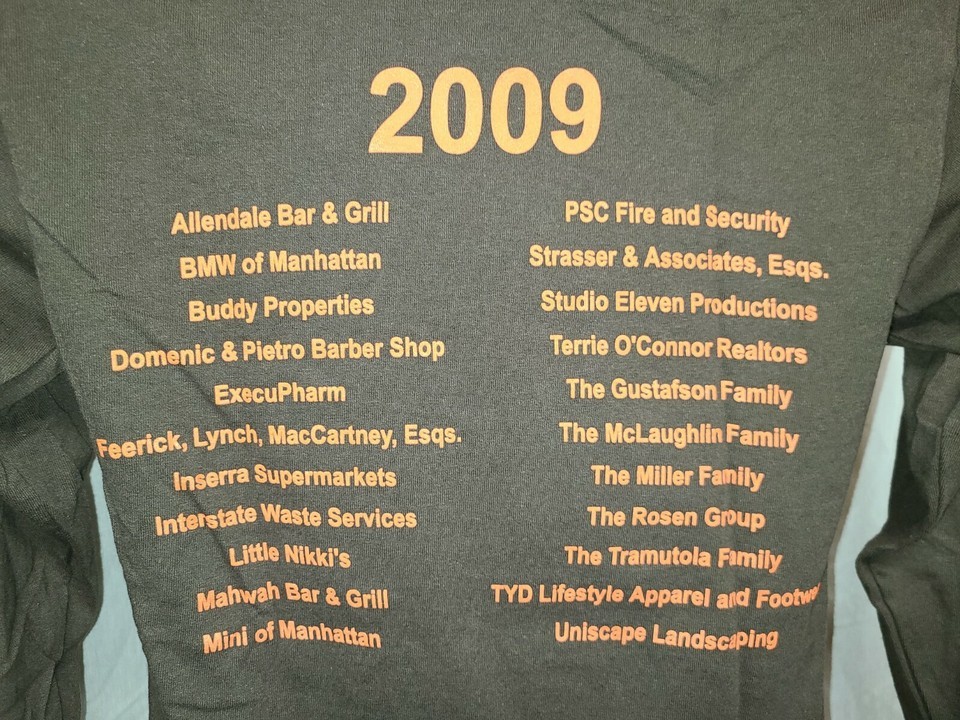 2009
Allendale Bar & Grill
BMW of Manhattan
Buddy Properties
Domenic & Pietro Barber Shop
ExecuPharm
Feerick, Lynch, MacCartney, Esqs.
Inserra Supermarkets
Interstate Waste Services
Little Nikki's
Mahwah Bar & Grill
Mini of Manhattan
PSC Fire and Security
Strasser & Associates, Esqs.
Studio Eleven Productions
Terrie O'Connor Realtors
The Gustafson Family
The McLaughlin Family
The Miller Family
The Rosen Group
The Tramutola Family
TYD Lifestyle Apparel and
Uniscape Landscaping